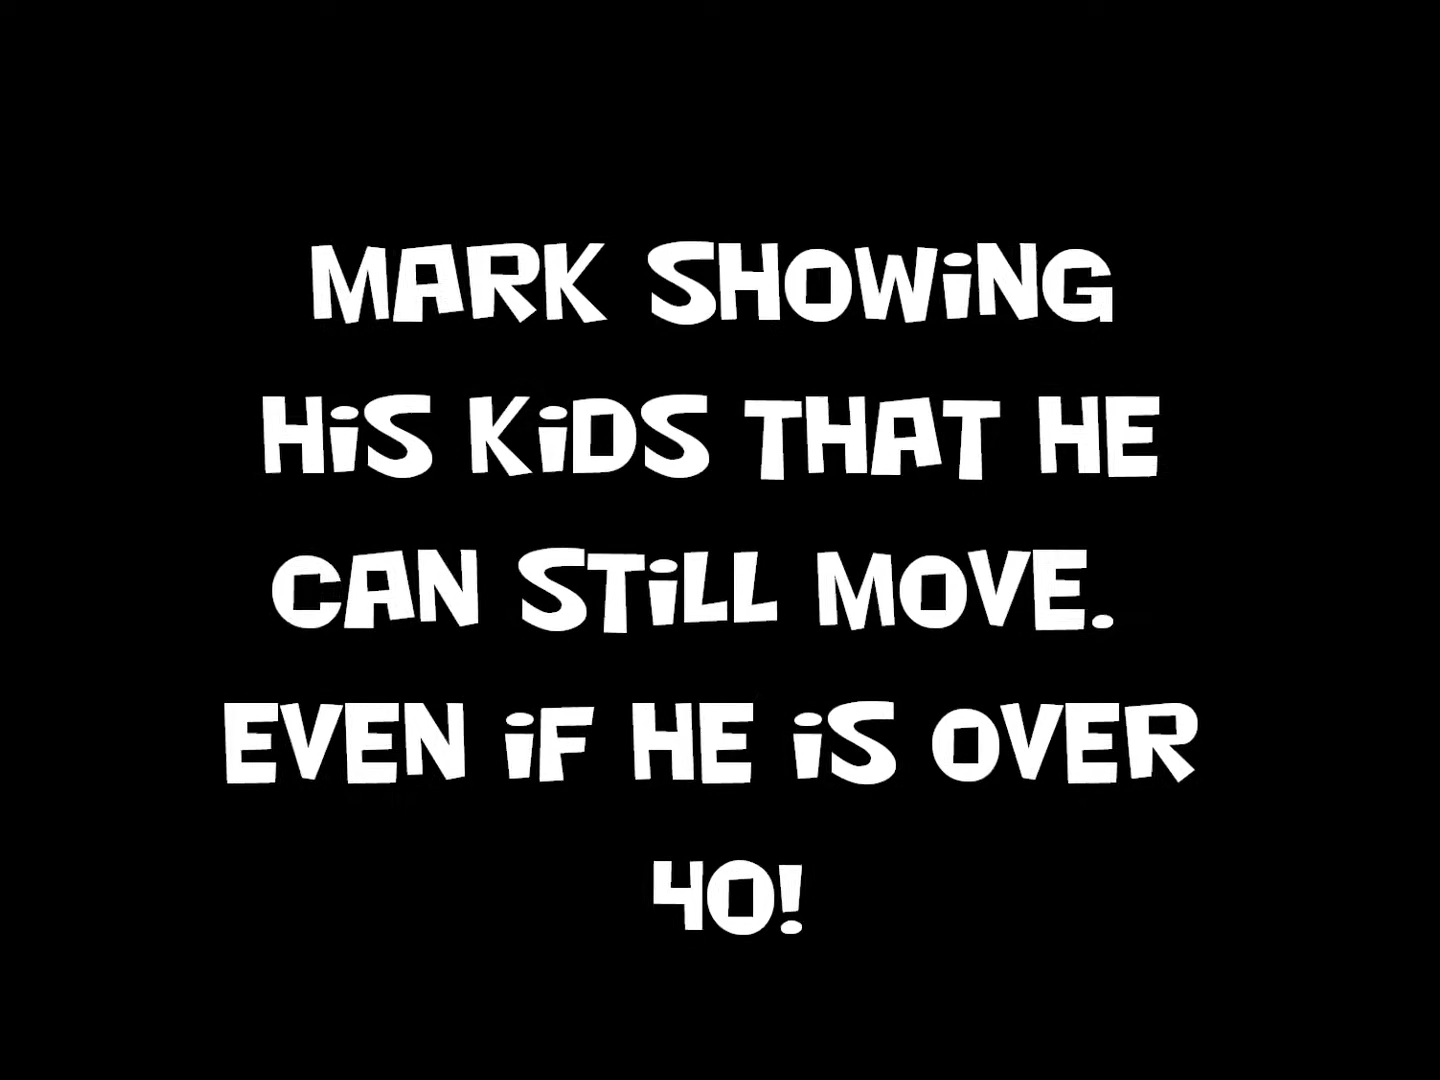 MARK SHOWiNG
HiS KiDS THAT HE
CAN STiLL MOVE.
EVEN iF HE iS OVER
40!